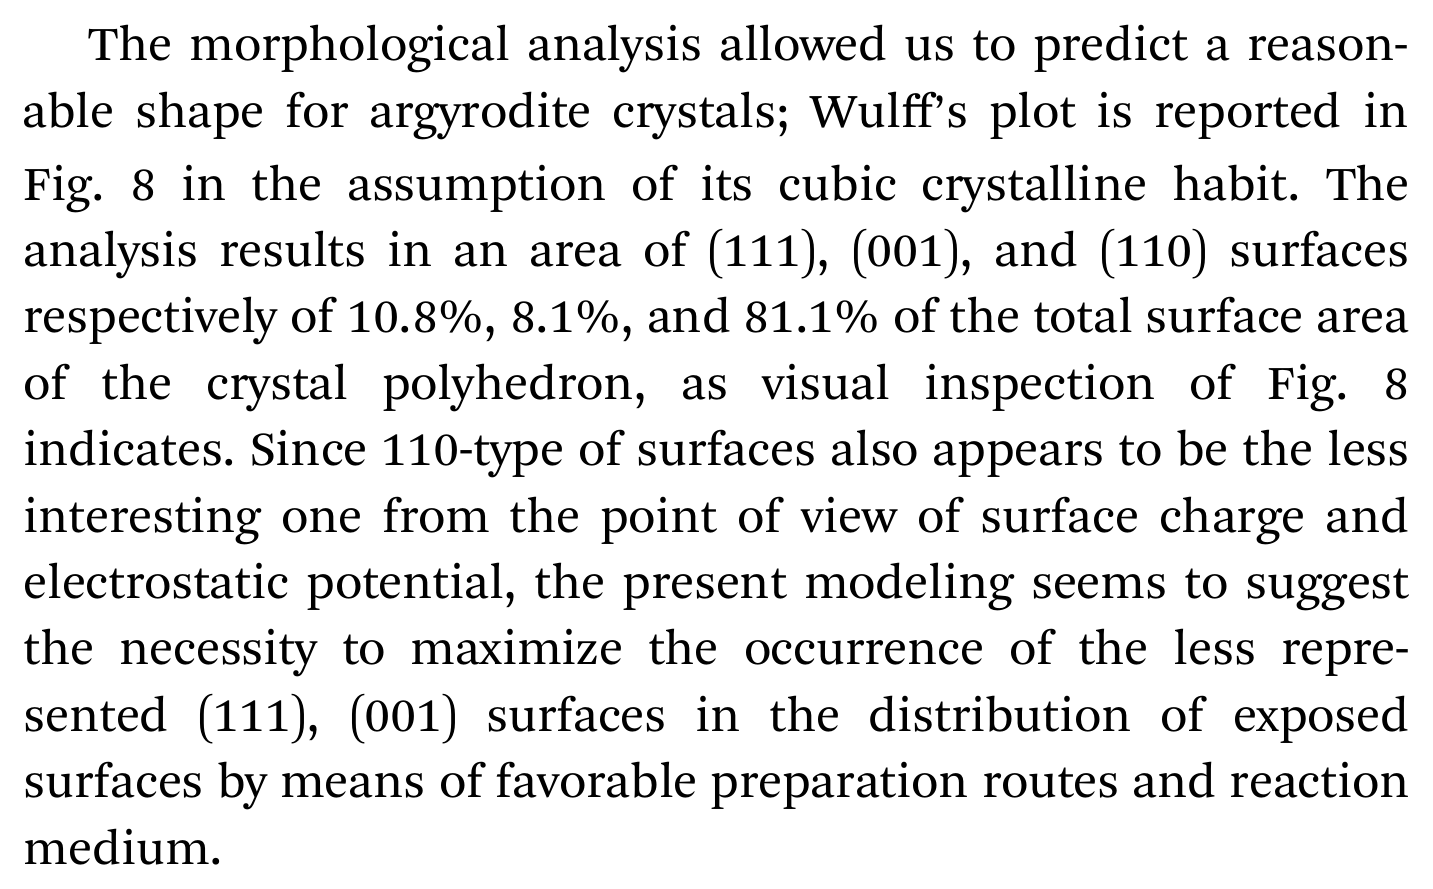 The morphological analysis allowed us to predict a reason-
able shape for argyrodite crystals; Wulff's plot is reported in
Fig. 8 in the assumption of its cubic crystalline habit. The
analysis results in an area of (111), (001), and (110) surfaces
respectively of 10.8%, 8.1%, and 81.1% of the total surface area
of the crystal polyhedron, as visual inspection of Fig. 8
indicates. Since 110-type of surfaces also appears to be the less
interesting one from the point of view of surface charge and
electrostatic potential, the present modeling seems to suggest
the necessity to maximize the occurrence of the less repre-
sented (111), (001) surfaces in the distribution of exposed
surfaces by means of favorable preparation routes and reaction
medium.